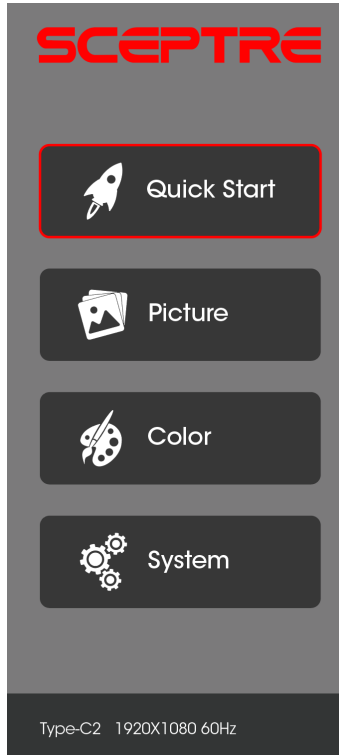 SCEPTRE
Quick Start
Picture
Color
System
Type-C2 1920X1080 60Hz